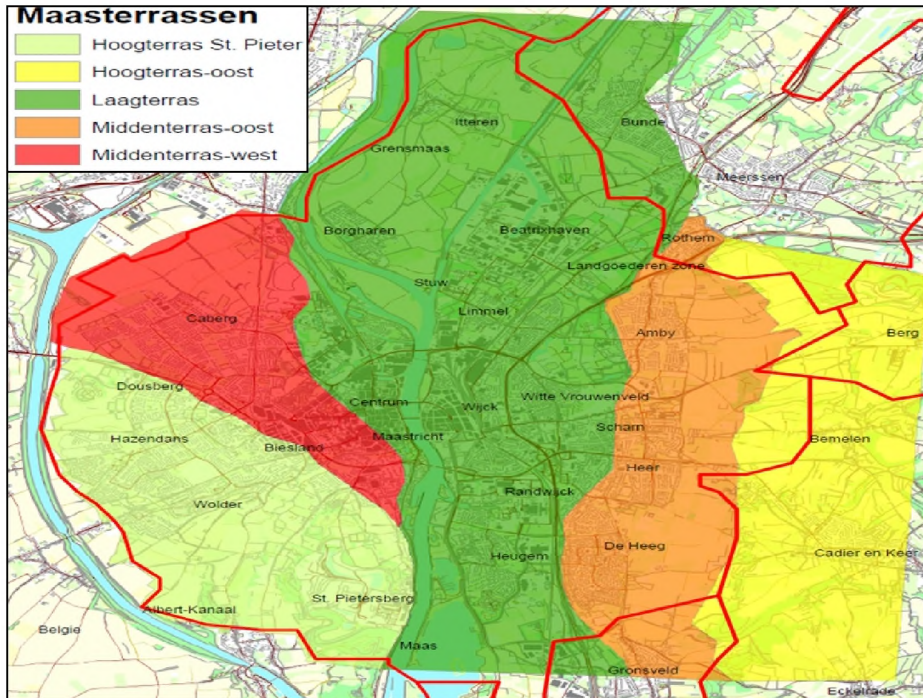 Maasterrassen
Hoogterras St. Pieter
Hoogterras-oost
Laagterras
Middenterras-oost
Middenterras-west
Itteren
Bunde
Grensmaas
Meerssen
Borgharen
Beatrixhaven
Rothem
Landgoederen zone
Stuw
Limmel
Caberg
Amby
Berg
Dousberg
Centrum
Wijck
Witte Vrouwenveld
Hazendans
Biesland
Maastricht
Scharn
Bemelen
Heer
Wolder
Randwijck
Heugem
De Heeg
Cadier en Keer
St. Pietersberg
Albert-Kanaal
Belgie
Maas
Gronsveld
Eckelrade